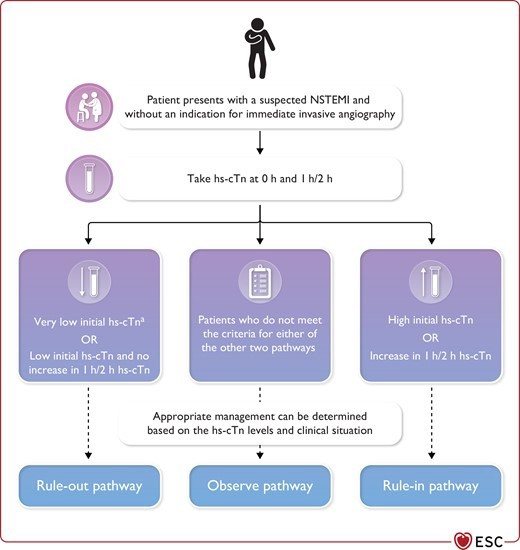 Patient presents with a suspected NSTEMI and
without an indication for immediate invasive angiography
Take hs-cTn at 0 h and 1 h/2 h
Very low initial hs-cTnᵃ
OR
Low initial hs-cTn and no
increase in 1 h/2 h hs-cTn
Patients who do not meet
the criteria for either of
the other two pathways
High initial hs-cTn
OR
Increase in 1 h/2 h hs-cTn
Appropriate management can be determined
based on the hs-cTn levels and clinical situation
Rule-out pathway
Observe pathway
Rule-in pathway
ESC